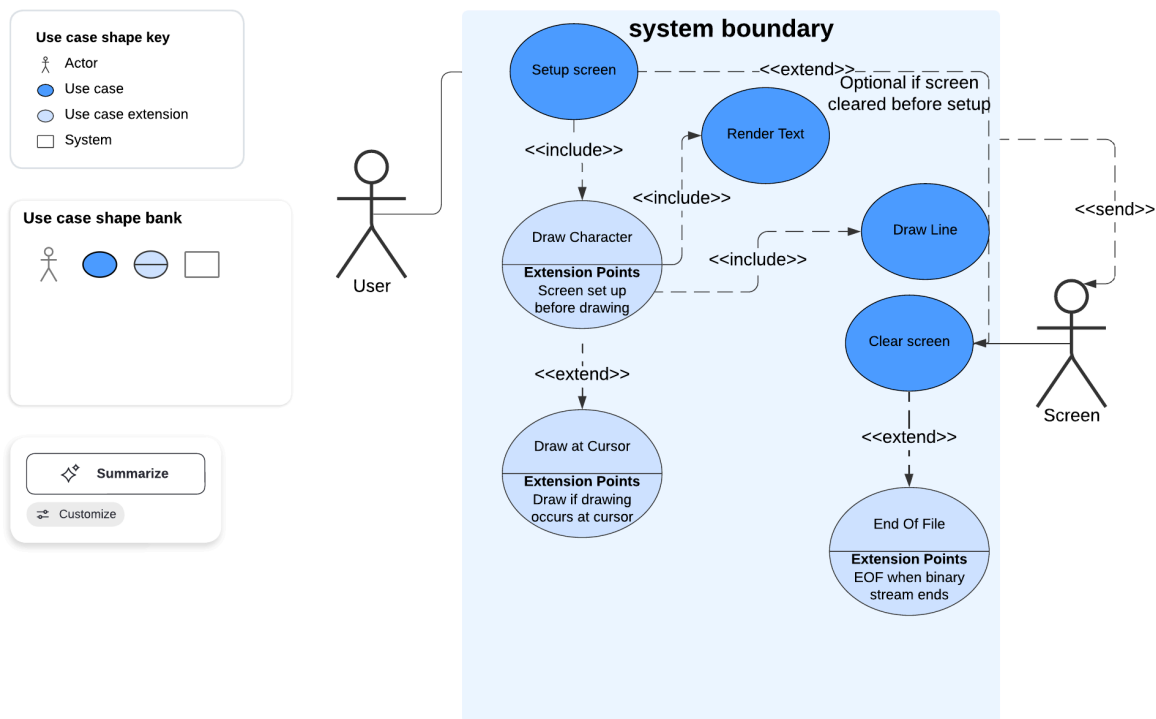 Use case shape key
Actor
Use case
Use case extension
System
Use case shape bank
Summarize
Customize
User
system boundary
Setup screen
<<extend>>
Optional if screen
cleared before setup
Render Text
<<include>>
<<include>>
Draw Character
Extension Points
Screen set up
before drawing
Draw Line
<<include>>
<<send>>
Clear screen
Screen
<<extend>>
Draw at Cursor
Extension Points
Draw if drawing
occurs at cursor
<<extend>>
End Of File
Extension Points
EOF when binary
stream ends